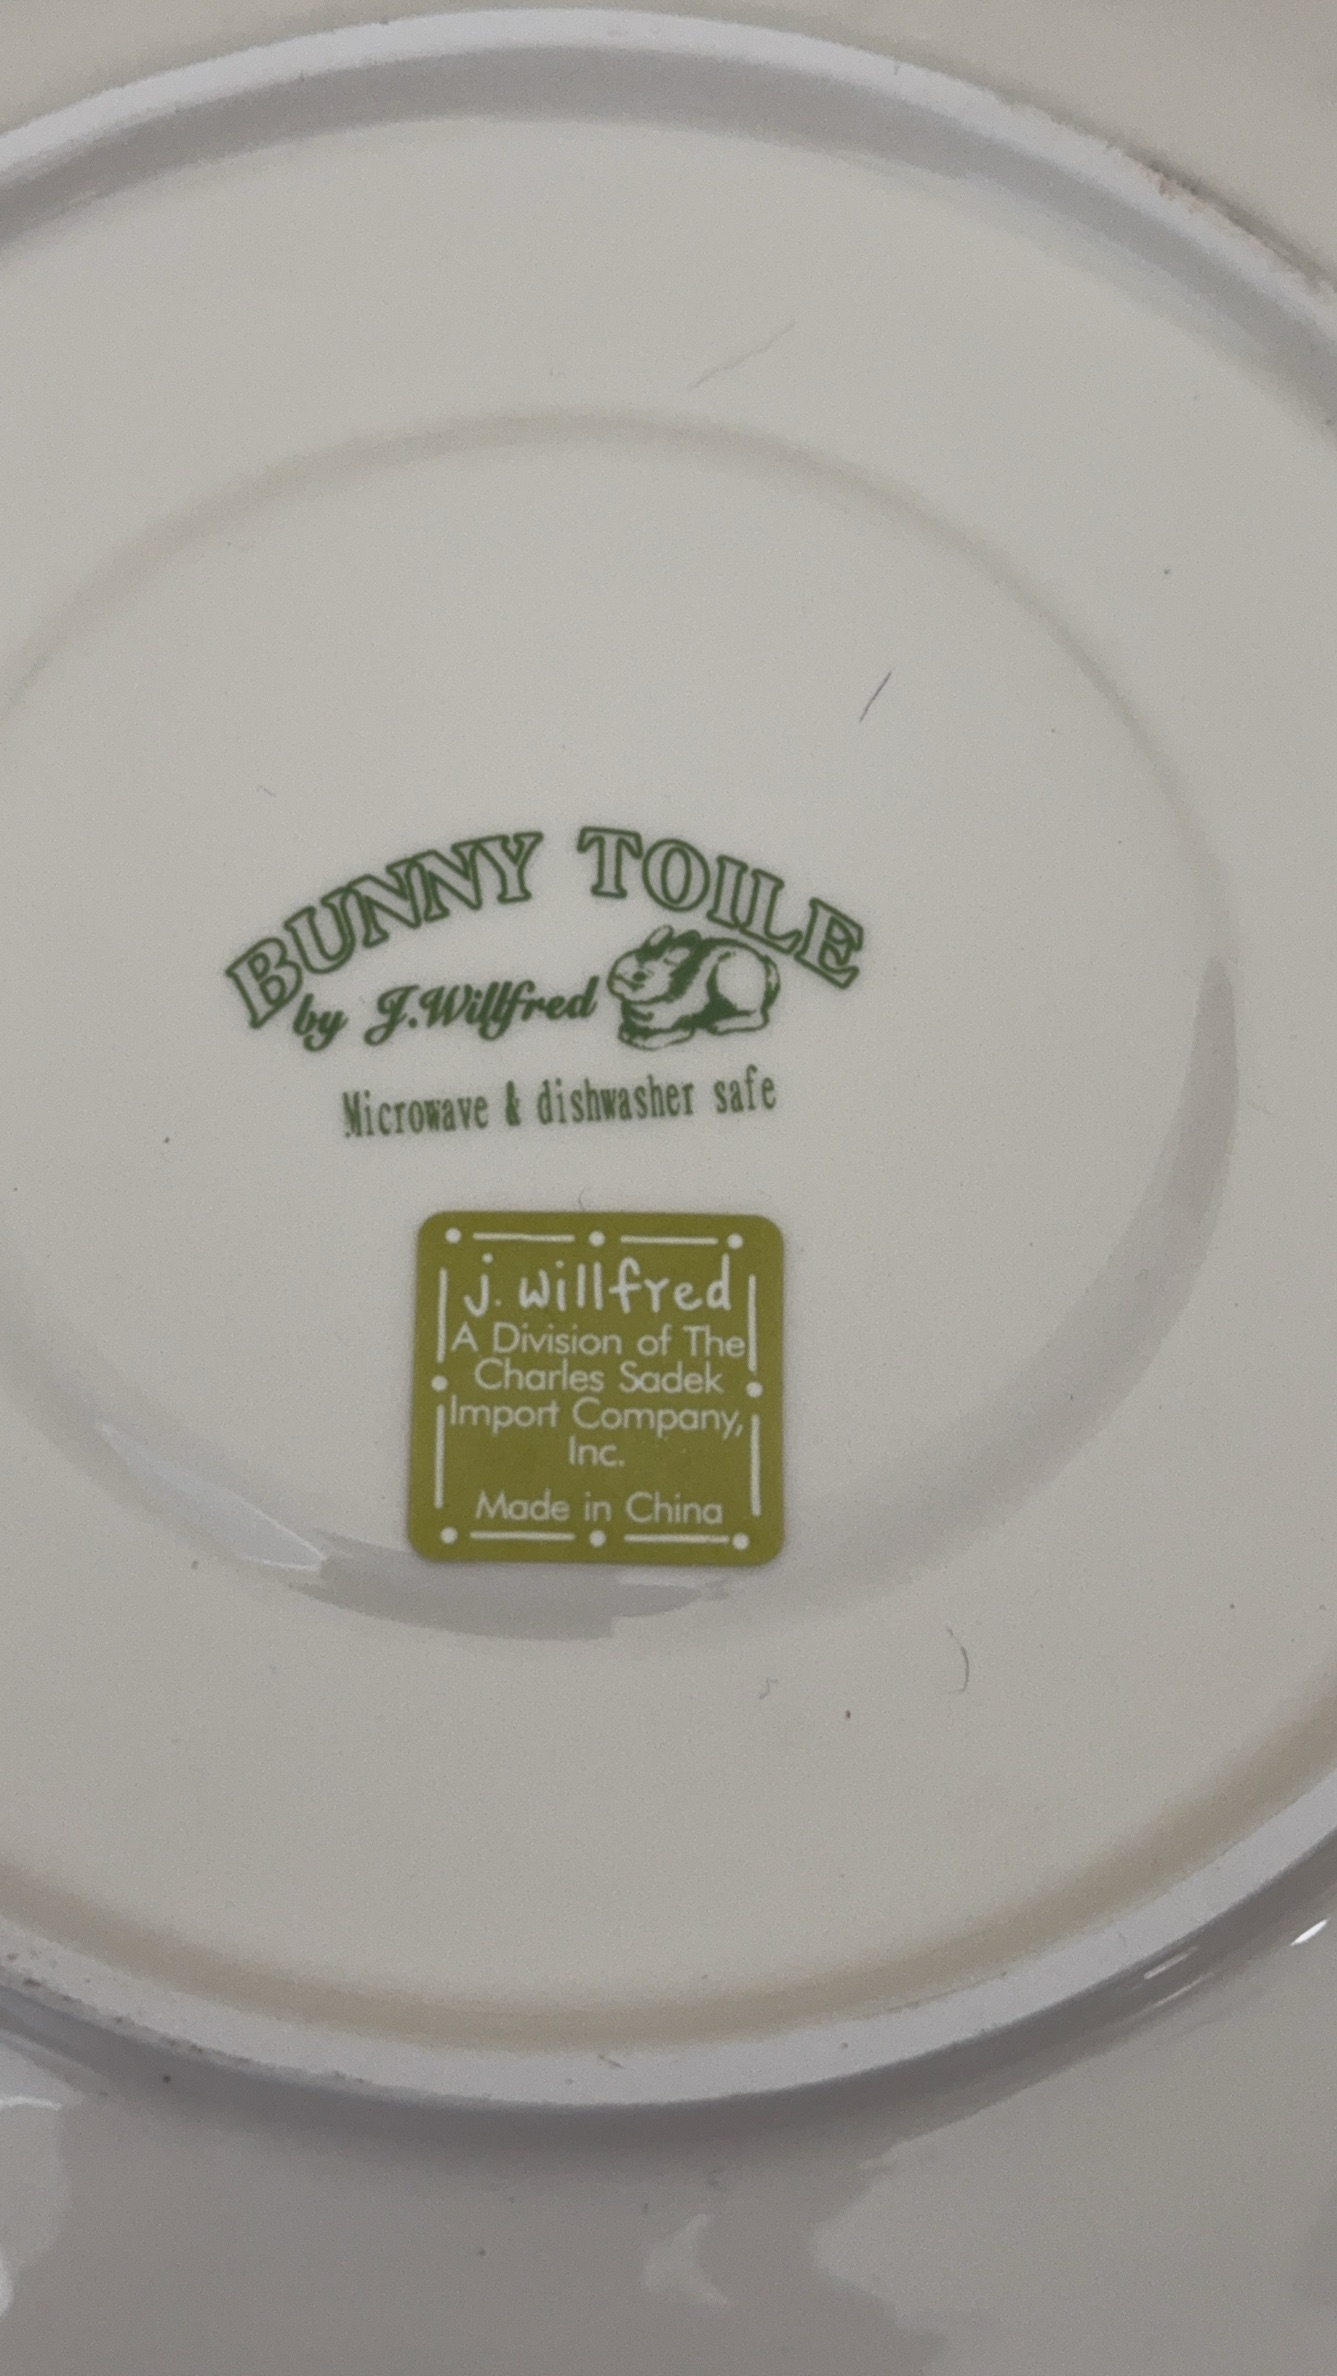 BUNNY TOILE
by J.Willfred
Microwave & dishwasher safe
j. willfred
A Division of The
Charles Sadek
Import Company,
Inc.
Made in China